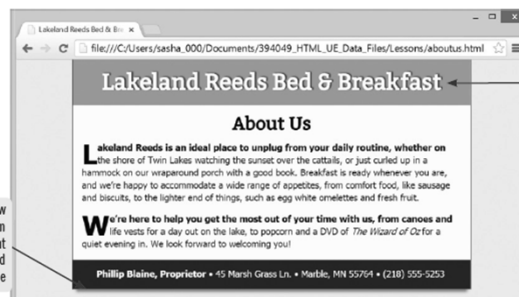 Lakeland Reeds Bed & Br
file:///C:/Users/sasha_000/Documents/394049_HTML_UE_Data_Files/Lessons/aboutus.html
Lakeland Reeds Bed & Breakfast
About Us
Lakeland Reeds is an ideal place to unplug from your daily routine, whether on
the shore of Twin Lakes watching the sunset over the cattails, or just curled up in a
hammock on our wraparound porch with a good book. Breakfast is ready whenever you are,
and we're happy to accommodate a wide range of appetites, from comfort food, like sausage
and biscuits, to the lighter end of things, such as egg white omelettes and fresh fruit.
We're here to help you get the most out of your time with us, from canoes and
life vests for a day out on the lake, to popcorn and a DVD of The Wizard of Oz for a
quiet evening in. We look forward to welcoming you!
Phillip Blaine, Proprietor • 45 Marsh Grass Ln. • Marble, MN 55764 • (218) 555-5253